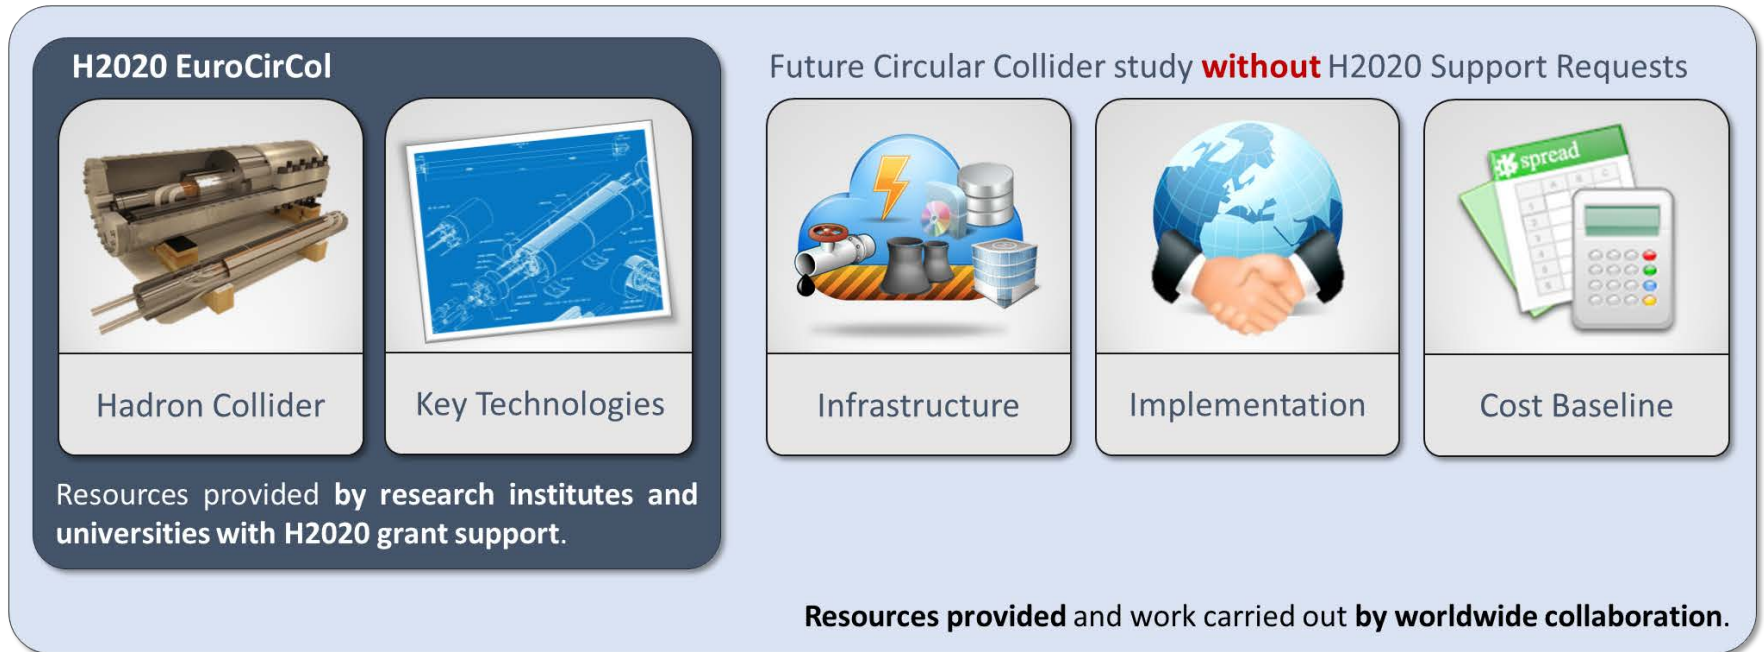 H2020 EuroCirCol
Hadron Collider
Key Technologies
Resources provided by research institutes and
universities with H2020 grant support.
Future Circular Collider study without H2020 Support Requests
Infrastructure
spread
A B C
Implementation
Cost Baseline
Resources provided and work carried out by worldwide collaboration.